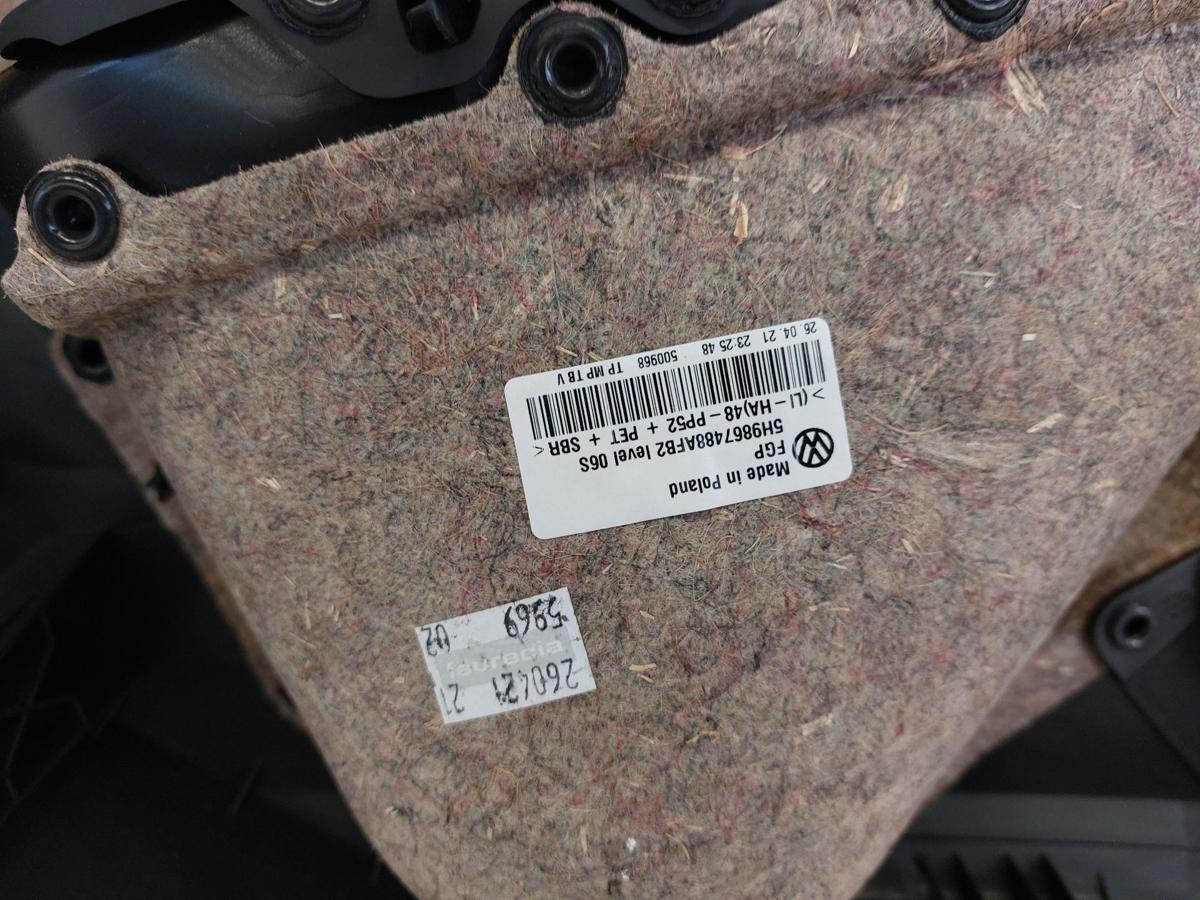 Made in Poland
FGP
5H9867488AFB2 level 06S
> (LI-HA)48-PP52 + PET + SBR<
26.04.21 23:25:48 500968 TP MP TB V
5969 02
faurecia
260421 21